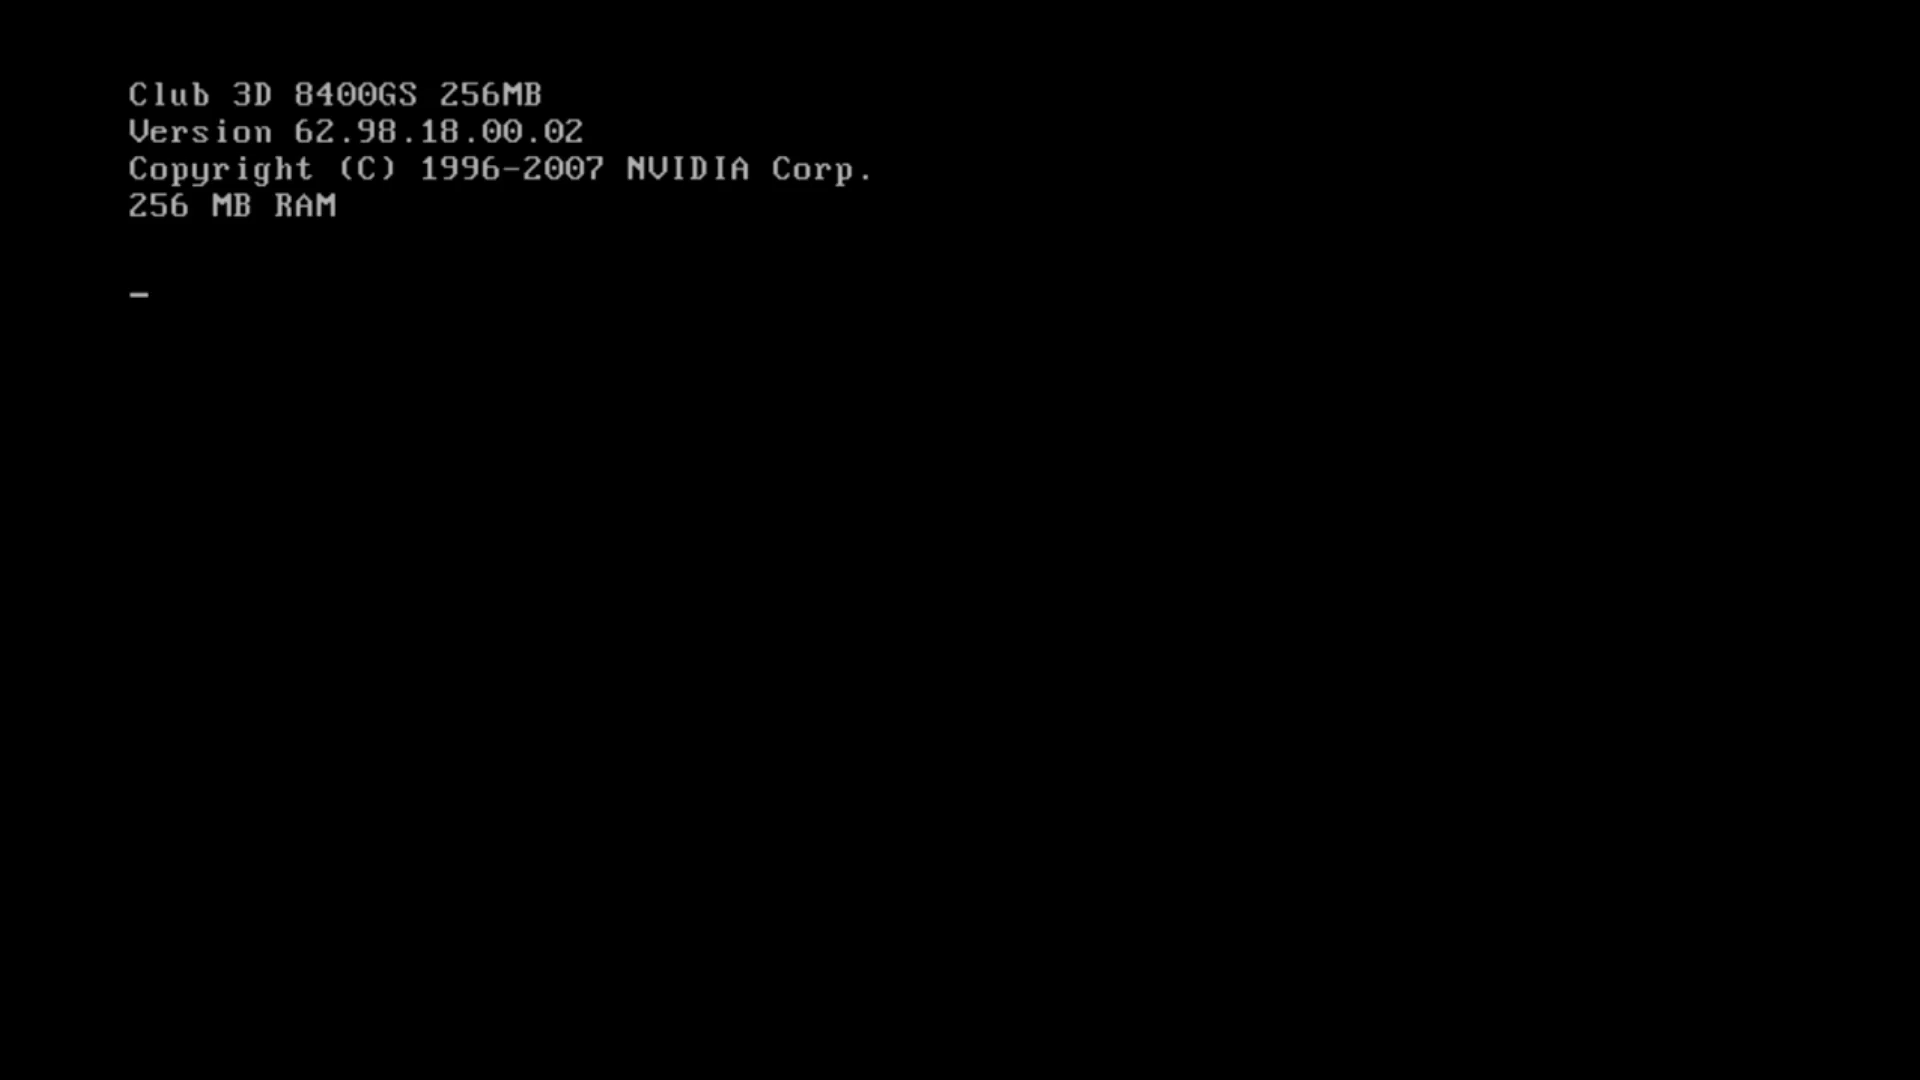 Club 3D 8400GS 256MB
Version 62.98.18.00.02
Copyright (C) 1996-2007 NVIDIA Corp.
256 MB RAM
_